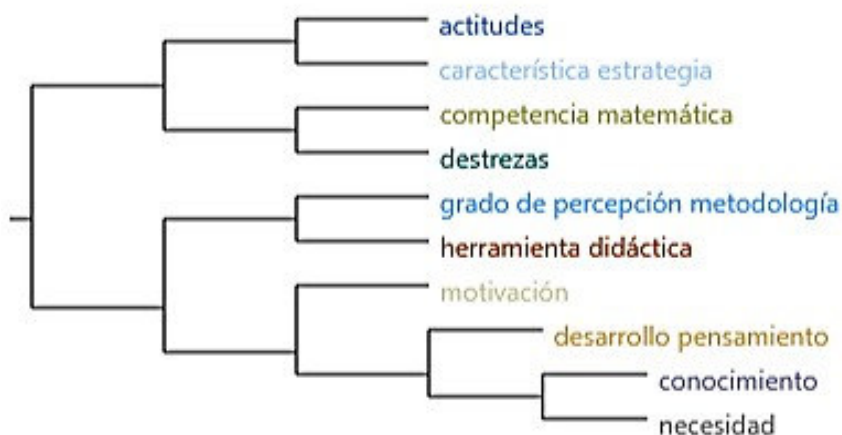 actitudes
característica estrategia
competencia matemática
destrezas
grado de percepción metodología
herramienta didáctica
motivación
desarrollo pensamiento
conocimiento
necesidad